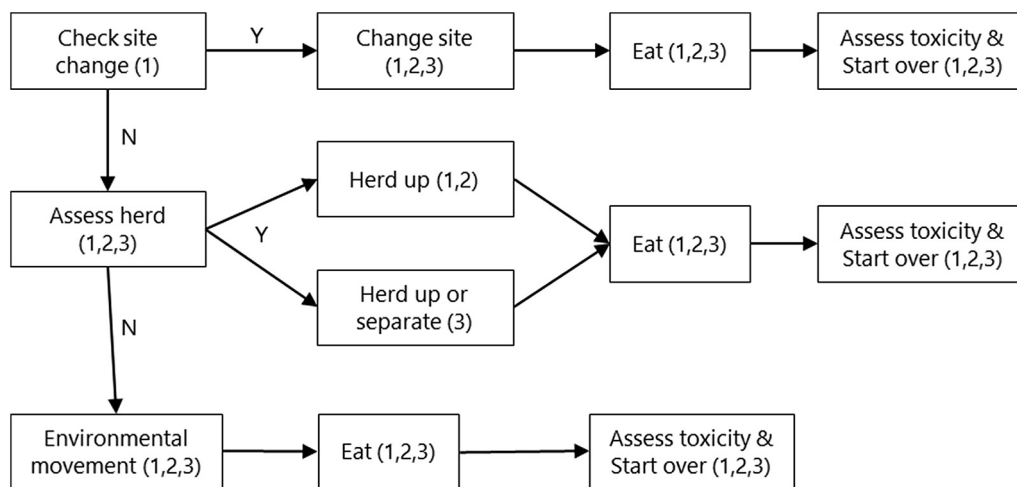 Check site
change (1)
Y
Change site
(1,2,3)
Eat (1,2,3)
Assess toxicity &
Start over (1,2,3)
N
Assess herd
(1,2,3)
Y
Herd up (1,2)
Herd up or
separate (3)
Eat (1,2,3)
Assess toxicity &
Start over (1,2,3)
N
Environmental
movement (1,2,3)
Eat (1,2,3)
Assess toxicity &
Start over (1,2,3)